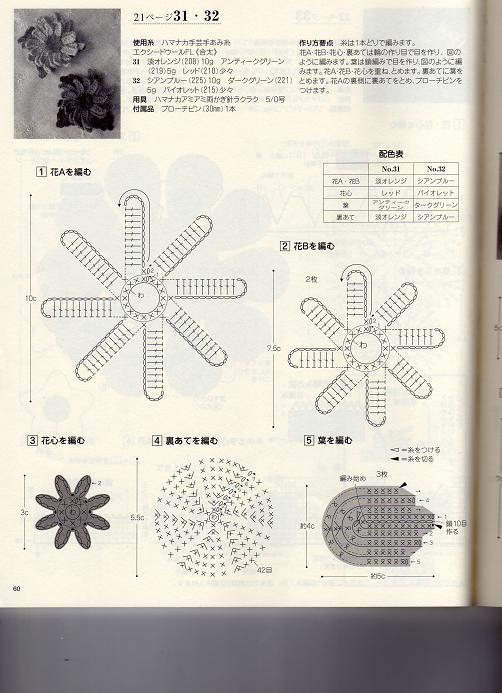 21ページ31・32
使用糸　ハマナカ手芸手あみ糸
エクシードウールFL《合太》
31　淡オレンジ(208)10g　アンティークグリーン
(219)5g　レッド(210)少々
32　シアンブルー(225)10g　ダークグリーン(221)
5g　バイオレット(215)少々
用具　ハマナカアミアミ両かぎ針ラクラク　5/0号
付属品　ブローチピン(30mm)1本
作り方要点　糸は1本どりで編みます。
花A・花B・花心・裏あては輪の作り目で目を作り、図の
ように編みます。葉は鎖編みで目を作り、図のように編
みます。花A・花B・花心を重ね、とめます。裏あてに葉を
とめます。花Aの裏側に裏あてをとめ、ブローチピンを
つけます。
配色表
No.31　No.32
花A・花B　淡オレンジ　シアンブルー
花心　レッド　バイオレット
葉　アンティークグリーン　ダークグリーン
裏あて　淡オレンジ　シアンブルー
1 花Aを編む
10c
わ
2 花Bを編む
2枚
7.5c
わ
3 花心を編む
3c
2
4 裏あてを編む
5.5c
42目
5 葉を編む
=糸をつける
=糸を切る
編み始め
3枚
約4c
鎖10目
作る
約5c
60